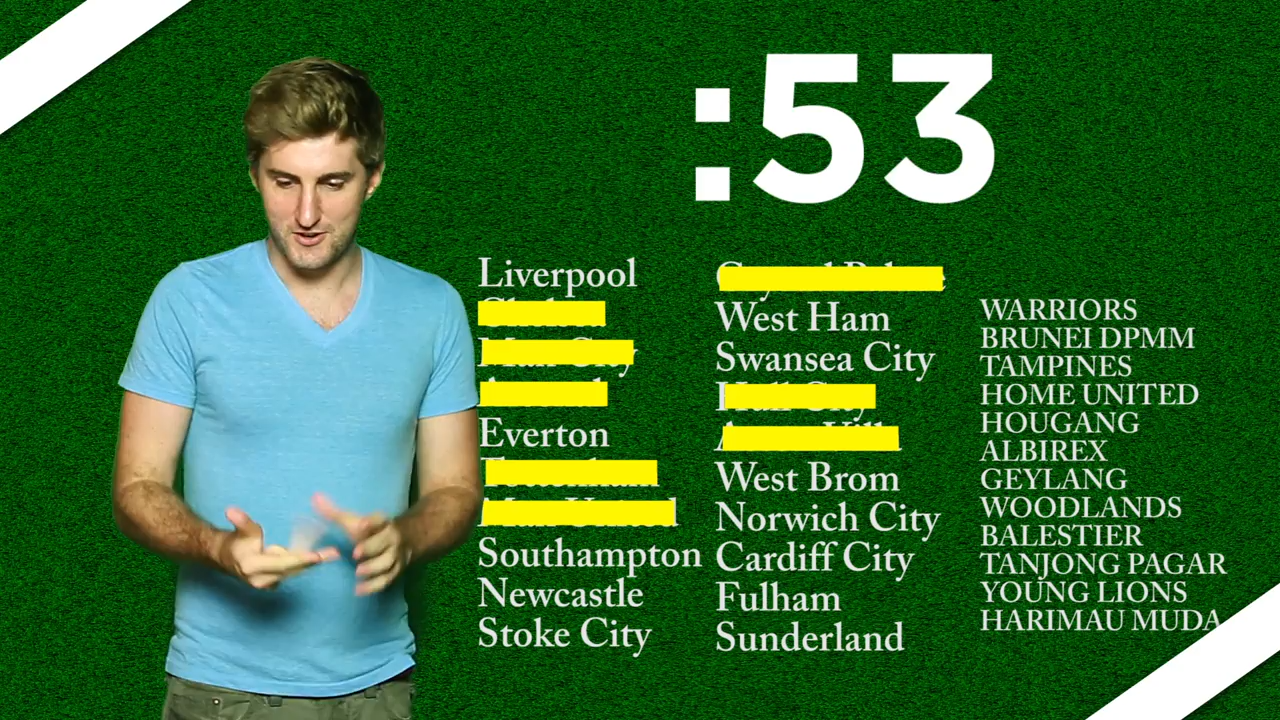 :53
Liverpool
Everton
Southampton
Newcastle
Stoke City
West Ham
Swansea City
West Brom
Norwich City
Cardiff City
Fulham
Sunderland
WARRIORS
BRUNEI DPMM
TAMPINES
HOME UNITED
HOUGANG
ALBIREX
GEYLANG
WOODLANDS
BALESTIER
TANJONG PAGAR
YOUNG LIONS
HARIMAU MUDA